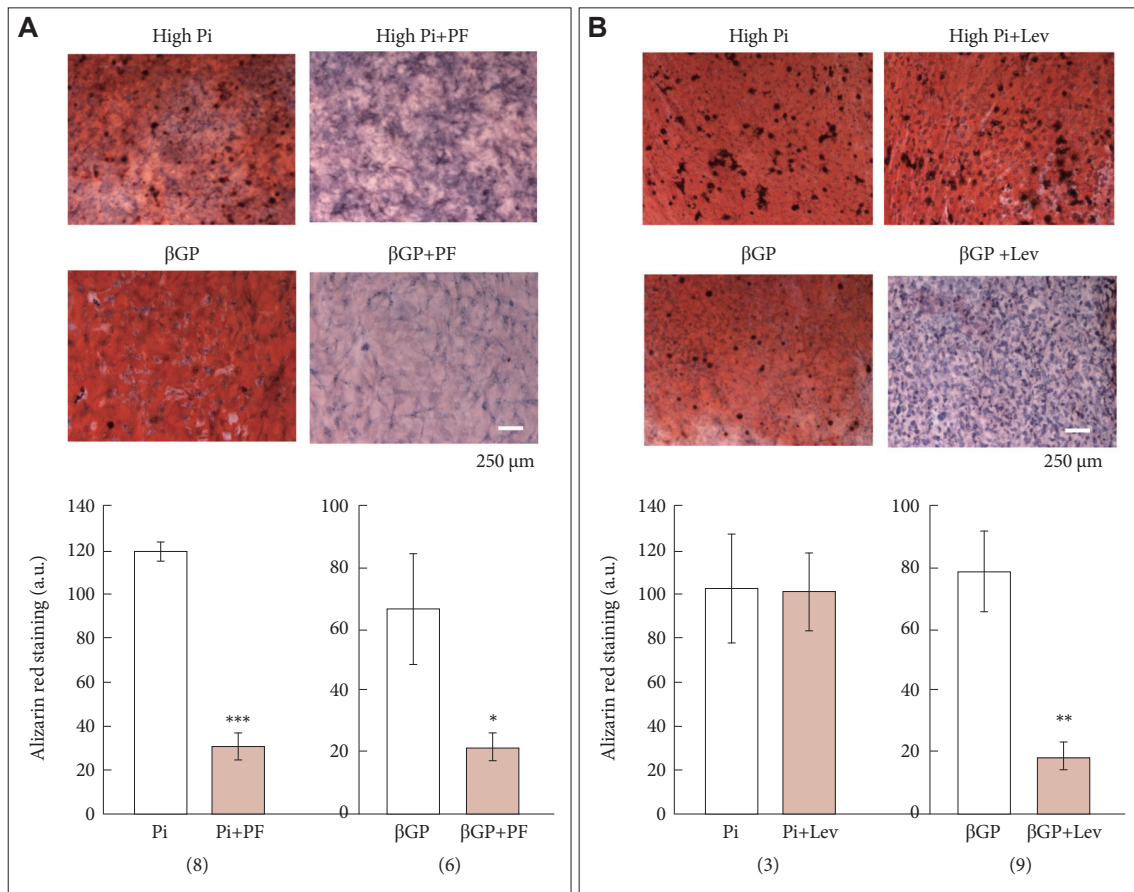 A
High Pi High Pi+PF
βGP βGP+PF
250 μm
Alizarin red staining (a.u.)
140
120
100
80
60
40
20
0
Pi Pi+PF
(8)
***
100
80
60
40
20
0
βGP βGP+PF
(6)
*
B
High Pi High Pi+Lev
βGP βGP +Lev
250 μm
Alizarin red staining (a.u.)
140
120
100
80
60
40
20
0
Pi Pi+Lev
(3)
100
80
60
40
20
0
βGP βGP+Lev
(9)
**